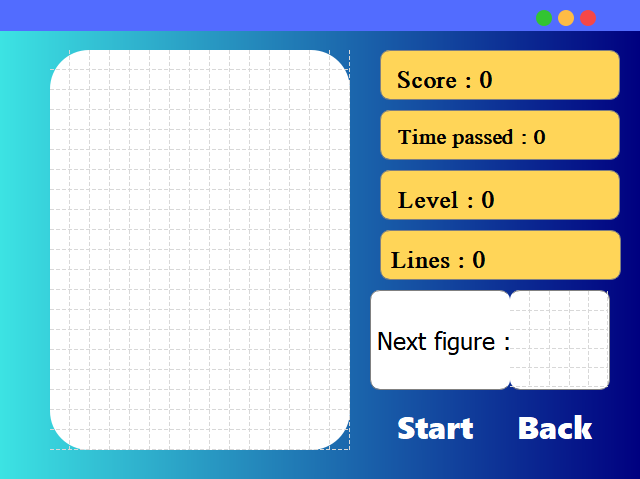 Score : 0
Time passed : 0
Level : 0
Lines : 0
Next figure :
Start Back